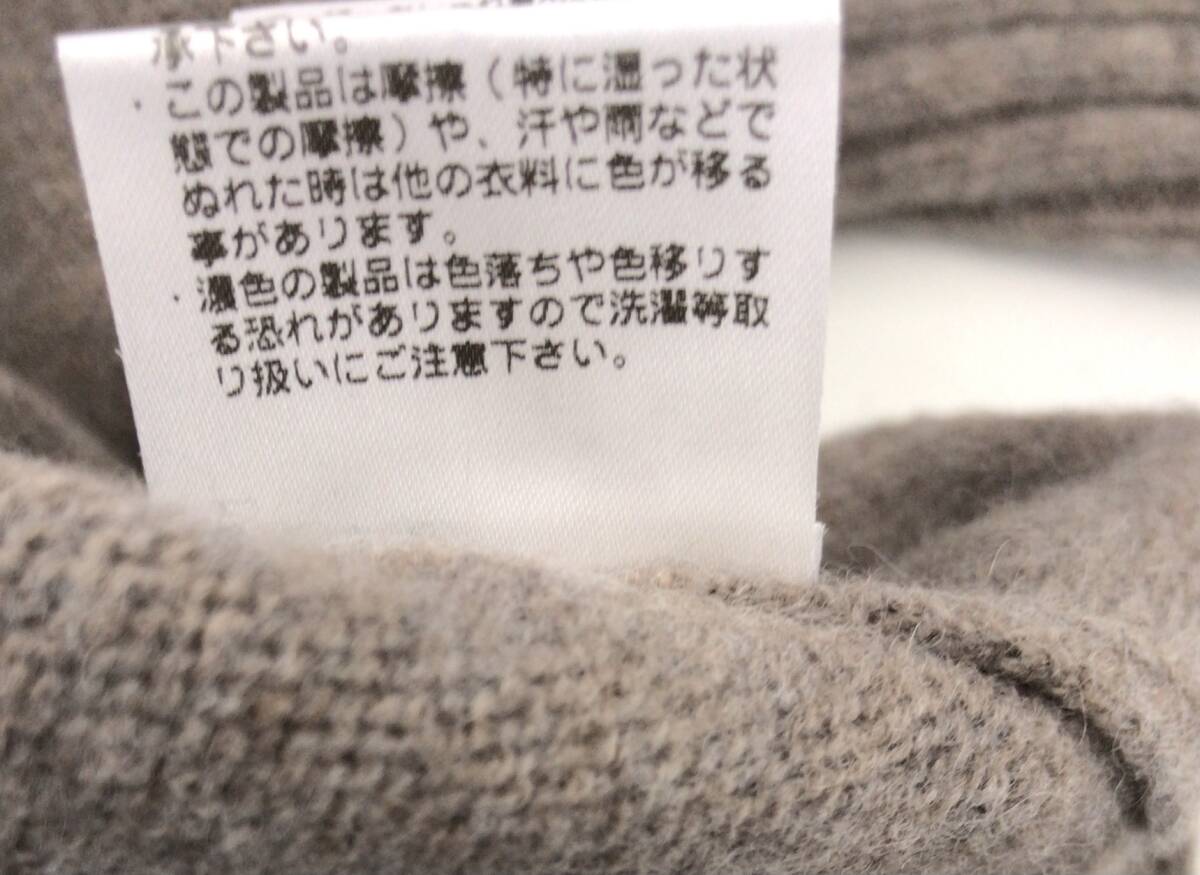 承下さい。
・この製品は摩擦（特に湿った状
態での摩擦）や、汗や雨などで
ぬれた時は他の衣料に色が移る
事があります。
・濃色の製品は色落ちや色移りす
る恐れがありますので洗濯等取
り扱いにご注意下さい。